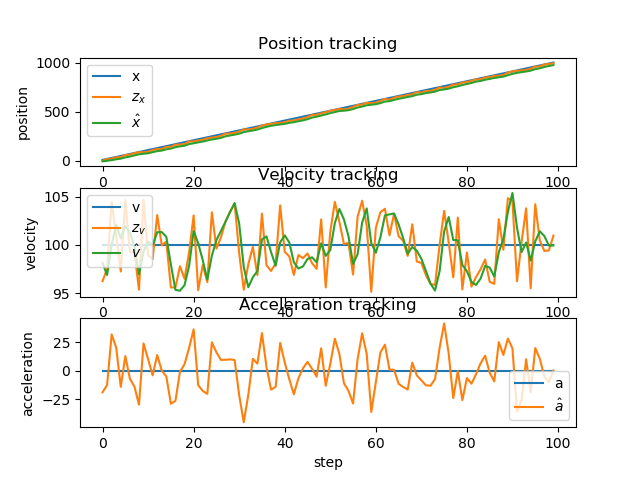 Position tracking
1000
500
0
position
x
z_x
x̂
0 20 40 60 80 100
Velocity tracking
105
100
95
velocity
v
z_v
v̂
0 20 40 60 80 100
Acceleration tracking
25
0
−25
acceleration
a
â
0 20 40 60 80 100
step